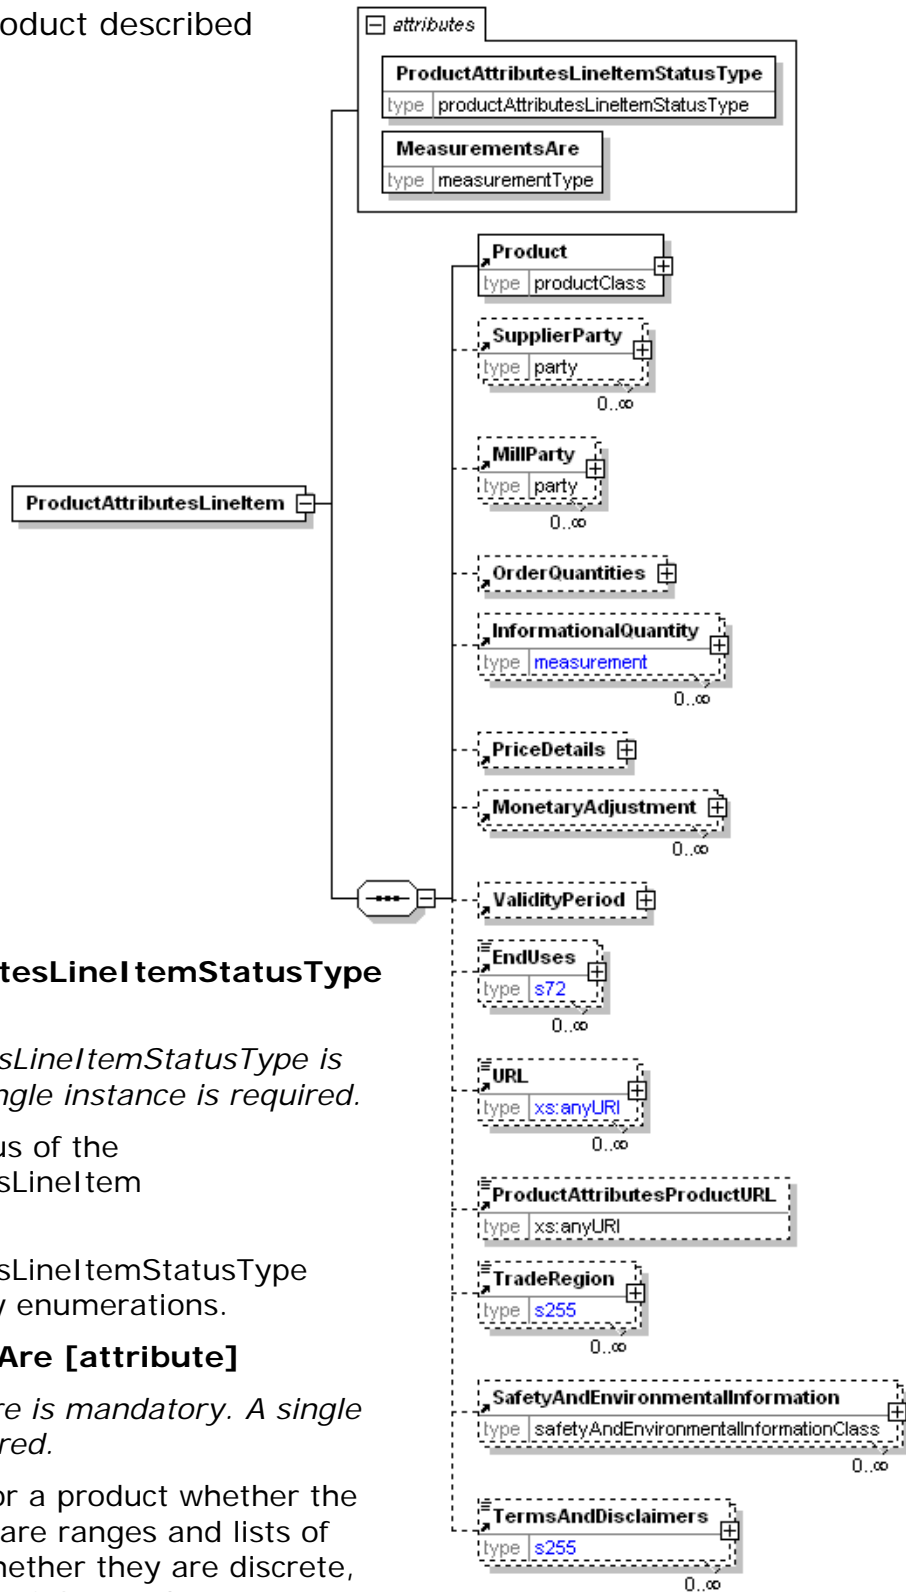 oduct described
attributes
ProductAttributesLineItemStatusType
type productAttributesLineItemStatusType
MeasurementsAre
type measurementType
Product
type productClass
SupplierParty
type party
0..∞
MillParty
type party
0..∞
ProductAttributesLineItem
OrderQuantities
InformationalQuantity
type measurement
0..∞
PriceDetails
MonetaryAdjustment
0..∞
ValidityPeriod
EndUses
type s72
0..∞
URL
type xs:anyURI
0..∞
ProductAttributesProductURL
type xs:anyURI
TradeRegion
type s255
0..∞
SafetyAndEnvironmentalInformation
type safetyAndEnvironmentalInformationClass
0..∞
TermsAndDisclaimers
type s255
0..∞
tesLineItemStatusType
sLineItemStatusType is
ngle instance is required.
us of the
sLineItem
sLineItemStatusType
y enumerations.
Are [attribute]
re is mandatory. A single
red.
or a product whether the
are ranges and lists of
hether they are discrete,